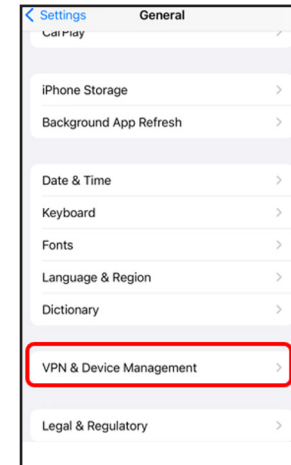 Settings General
CarPlay
iPhone Storage
Background App Refresh
Date & Time
Keyboard
Fonts
Language & Region
Dictionary
VPN & Device Management
Legal & Regulatory